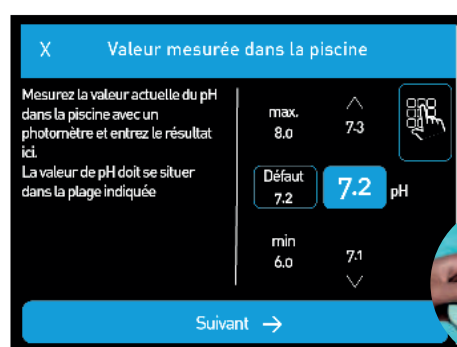 X Valeur mesurée dans la piscine
Mesurez la valeur actuelle du pH
dans la piscine avec un
photomètre et entrez le résultat
ici.
La valeur de pH doit se situer
dans la plage indiquée
max.
8.0
7.3
Défaut
7.2
7.2 pH
min
6.0
7.1
Suivant →